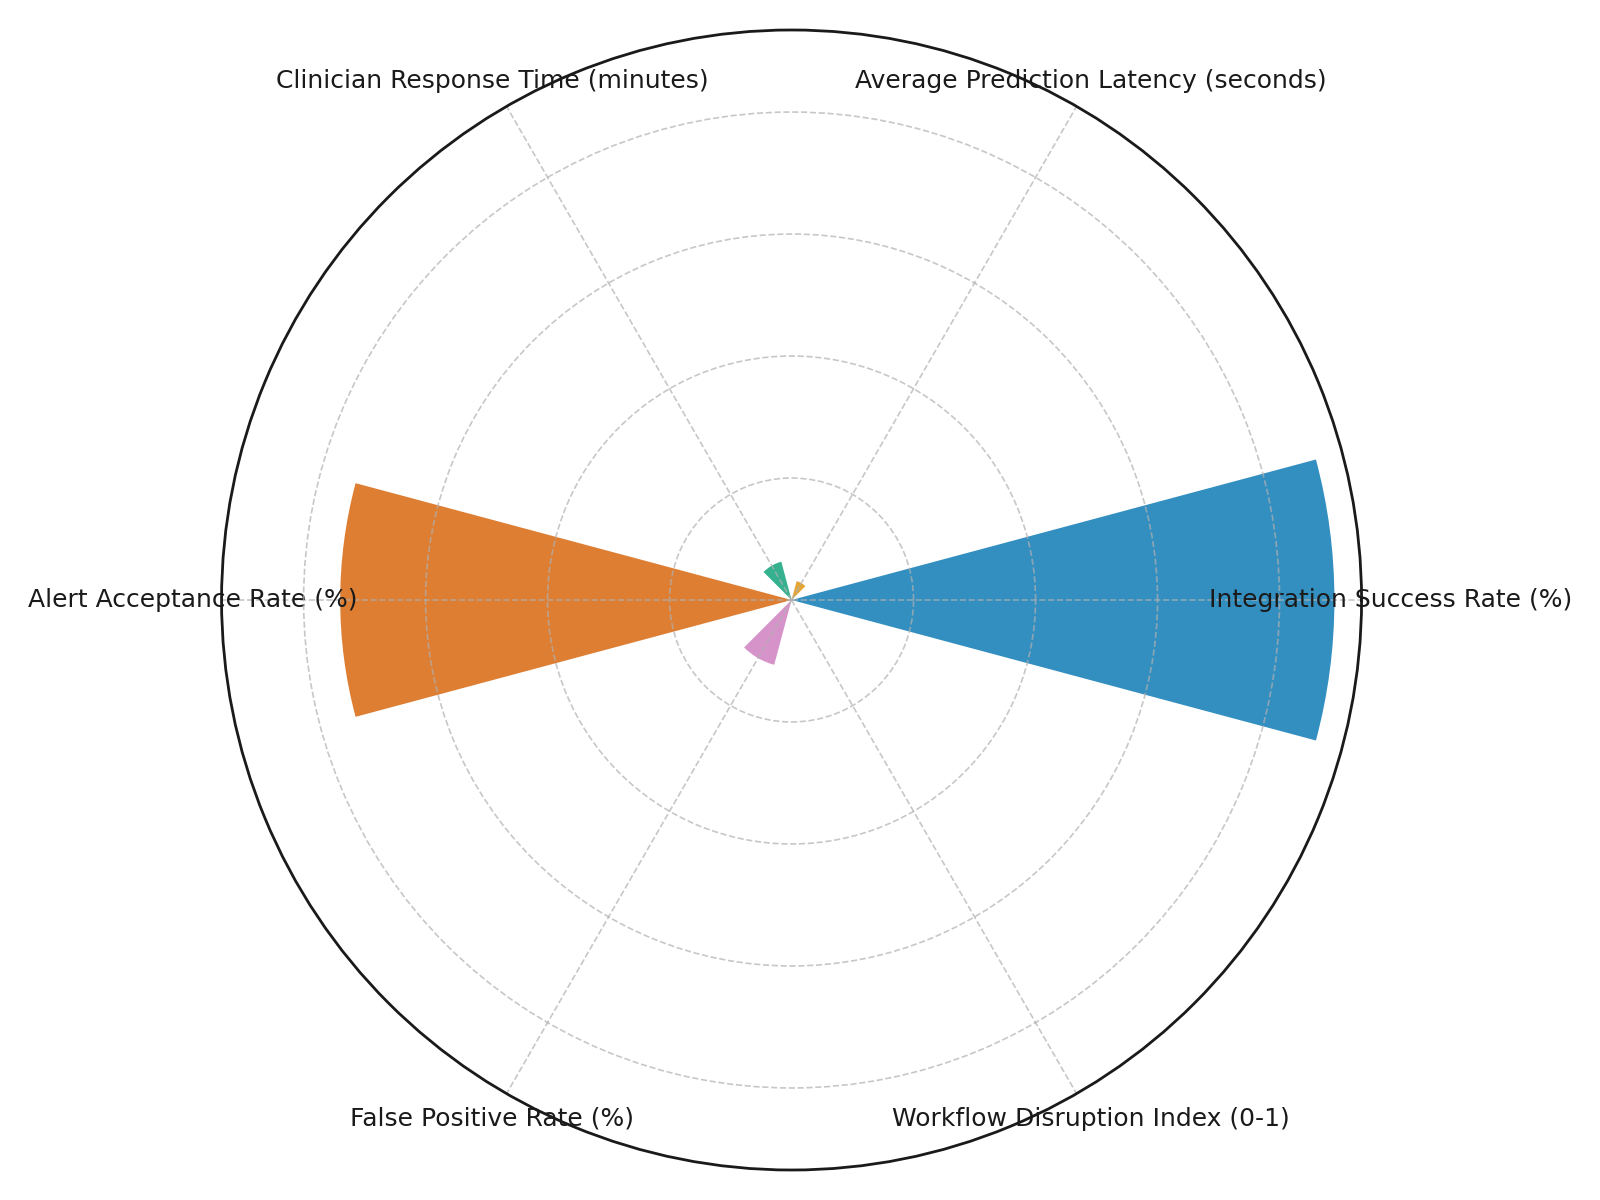 Clinician Response Time (minutes)
Average Prediction Latency (seconds)
Alert Acceptance Rate (%)
Integration Success Rate (%)
False Positive Rate (%)
Workflow Disruption Index (0-1)